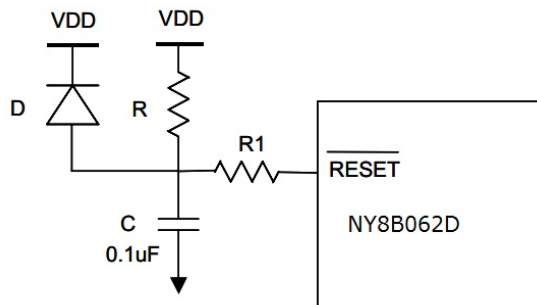 VDD
VDD
D
R
R1
RESET
C
0.1uF
NY8B062D